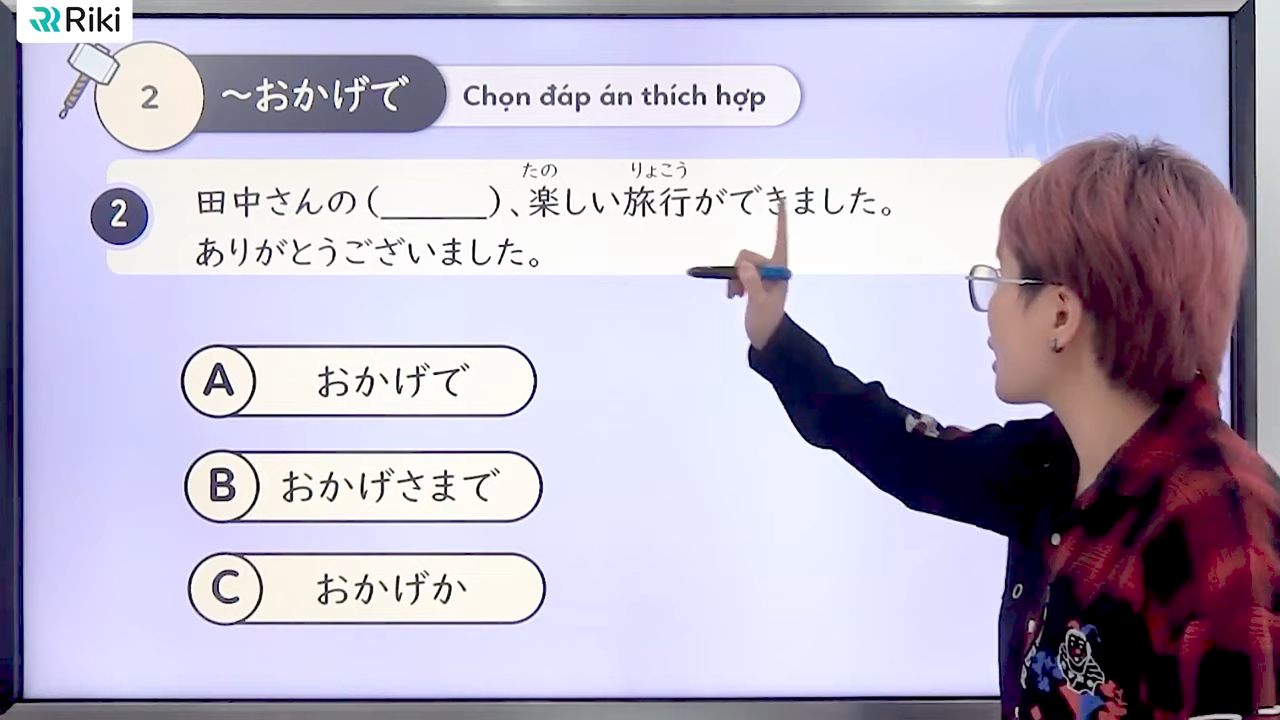 Riki
2
～おかげで
Chọn đáp án thích hợp
たの りょこう
2
田中さんの（______）、楽しい旅行ができました。
ありがとうございました。
A おかげで
B おかげさまで
C おかげか